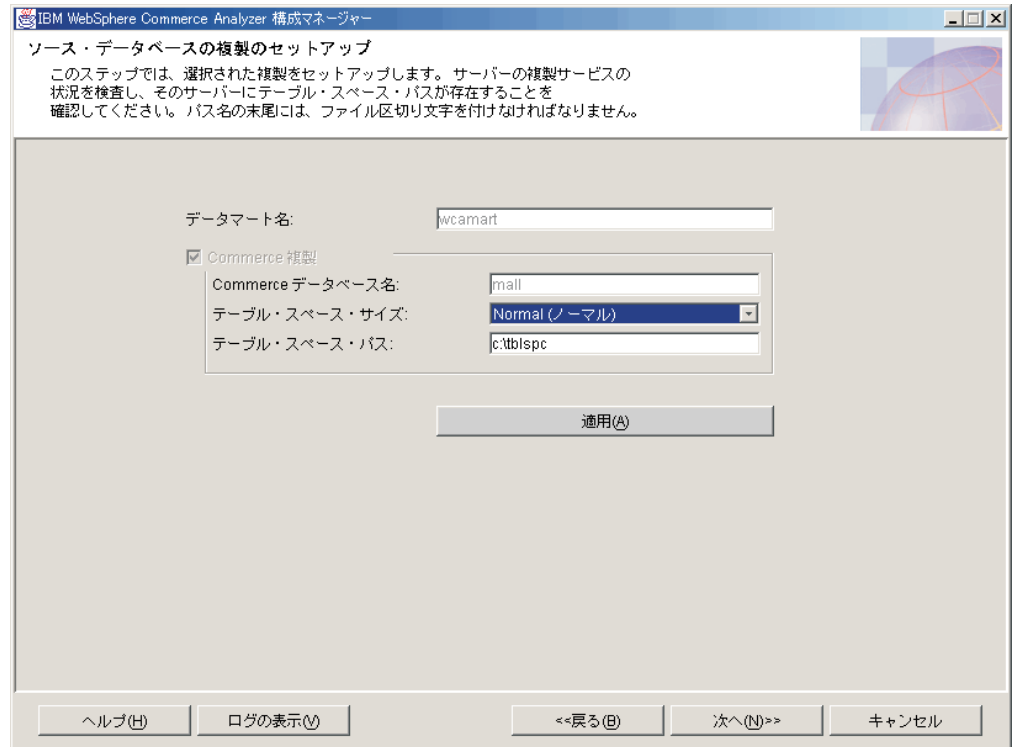 IBM WebSphere Commerce Analyzer 構成マネージャー
ソース・データベースの複製のセットアップ
このステップでは、選択された複製をセットアップします。サーバーの複製サービスの
状況を検査し、そのサーバーにテーブル・スペース・パスが存在することを
確認してください。パス名の末尾には、ファイル区切り文字を付けなければなりません。
データマート名: wcamart
Commerce 複製
Commerce データベース名: mall
テーブル・スペース・サイズ: Normal (ノーマル)
テーブル・スペース・パス: c:\tblspc
適用(A)
ヘルプ(H) ログの表示(V) <<戻る(B) 次へ(N)>> キャンセル